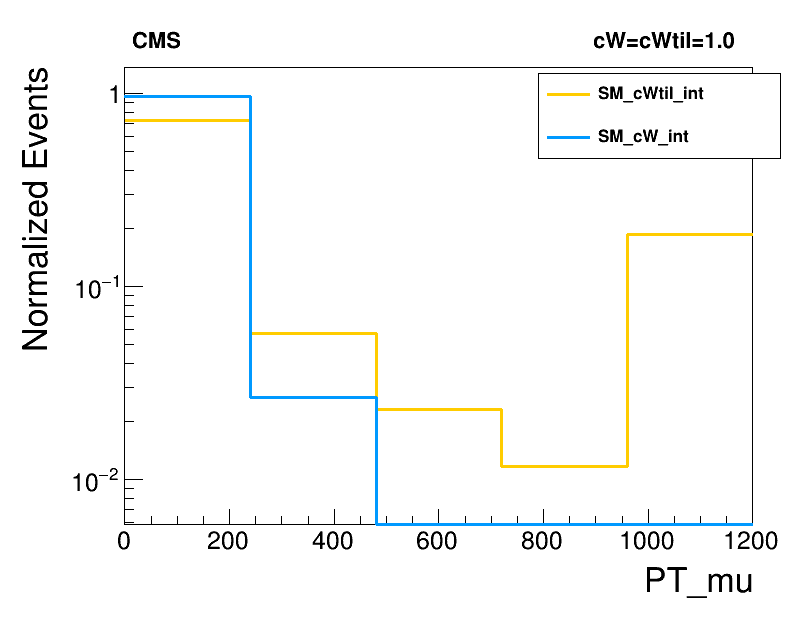 CMS
cW=cWtil=1.0
Normalized Events
SM_cWtil_int
SM_cW_int
1
10⁻¹
10⁻²
0 200 400 600 800 1000 1200
PT_mu